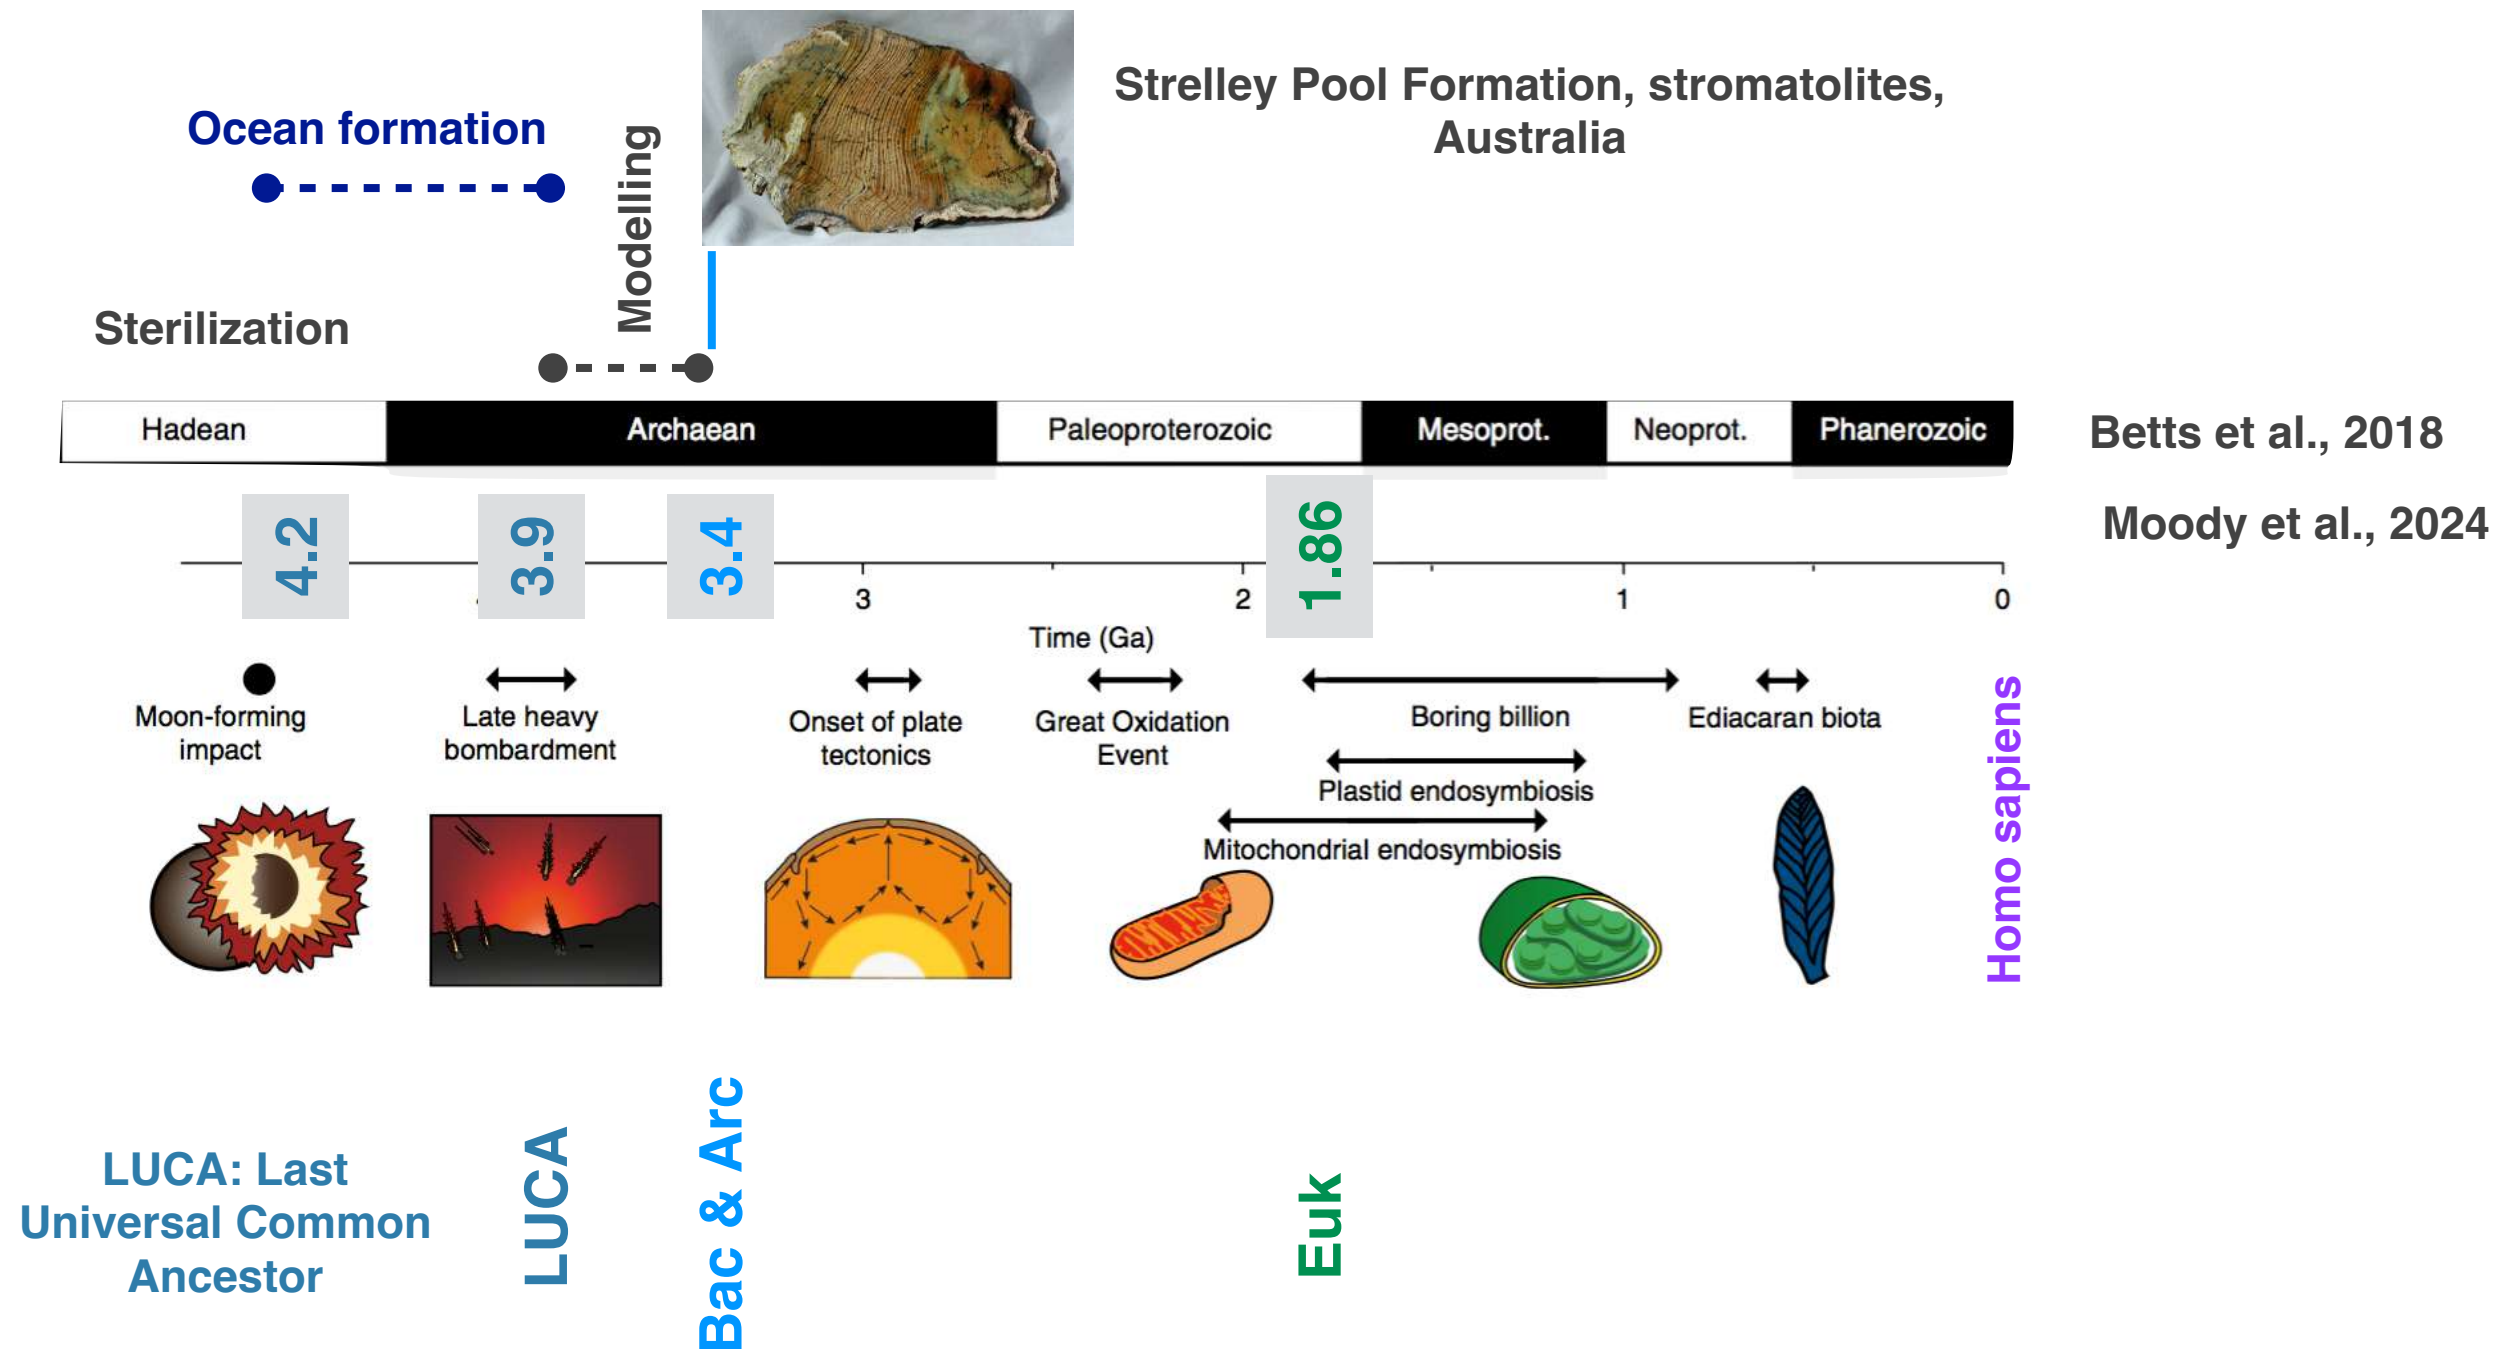 Strelley Pool Formation, stromatolites,
Australia
Ocean formation
Modelling
Sterilization
Hadean
Archaean
Paleoproterozoic
Mesoprot.
Neoprot.
Phanerozoic
Betts et al., 2018
Moody et al., 2024
4.2
3.9
3.4
1.86
3
2
1
0
Time (Ga)
Moon-forming
impact
Late heavy
bombardment
Onset of plate
tectonics
Great Oxidation
Event
Boring billion
Ediacaran biota
Plastid endosymbiosis
Mitochondrial endosymbiosis
Homo sapiens
LUCA: Last
Universal Common
Ancestor
LUCA
Bac & Arc
Euk